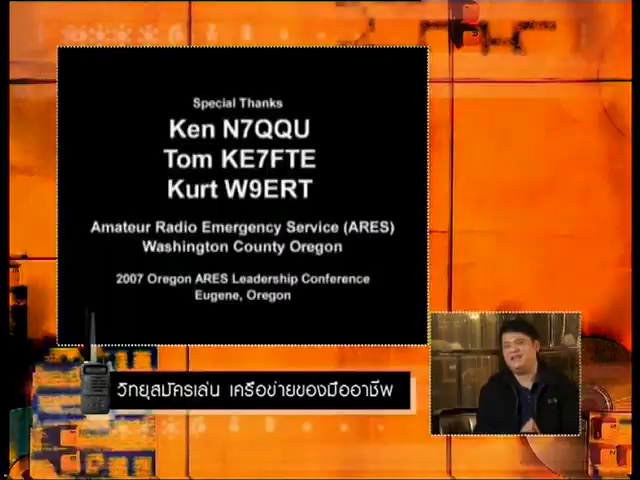 Special Thanks
Ken N7QQU
Tom KE7FTE
Kurt W9ERT
Amateur Radio Emergency Service (ARES)
Washington County Oregon
2007 Oregon ARES Leadership Conference
Eugene, Oregon
วิทยุสมัครเล่น เครือข่ายของมืออาชีพ